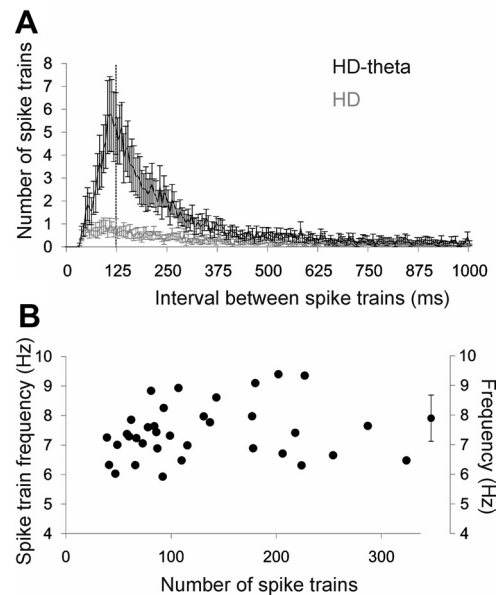 A
Number of spike trains
8
7
6
5
4
3
2
1
0
HD-theta
HD
0 125 250 375 500 625 750 875 1000
Interval between spike trains (ms)
B
Spike train frequency (Hz)
10
9
8
7
6
5
4
0 100 200 300
Number of spike trains
10
9
8
7
6
5
4
Frequency (Hz)